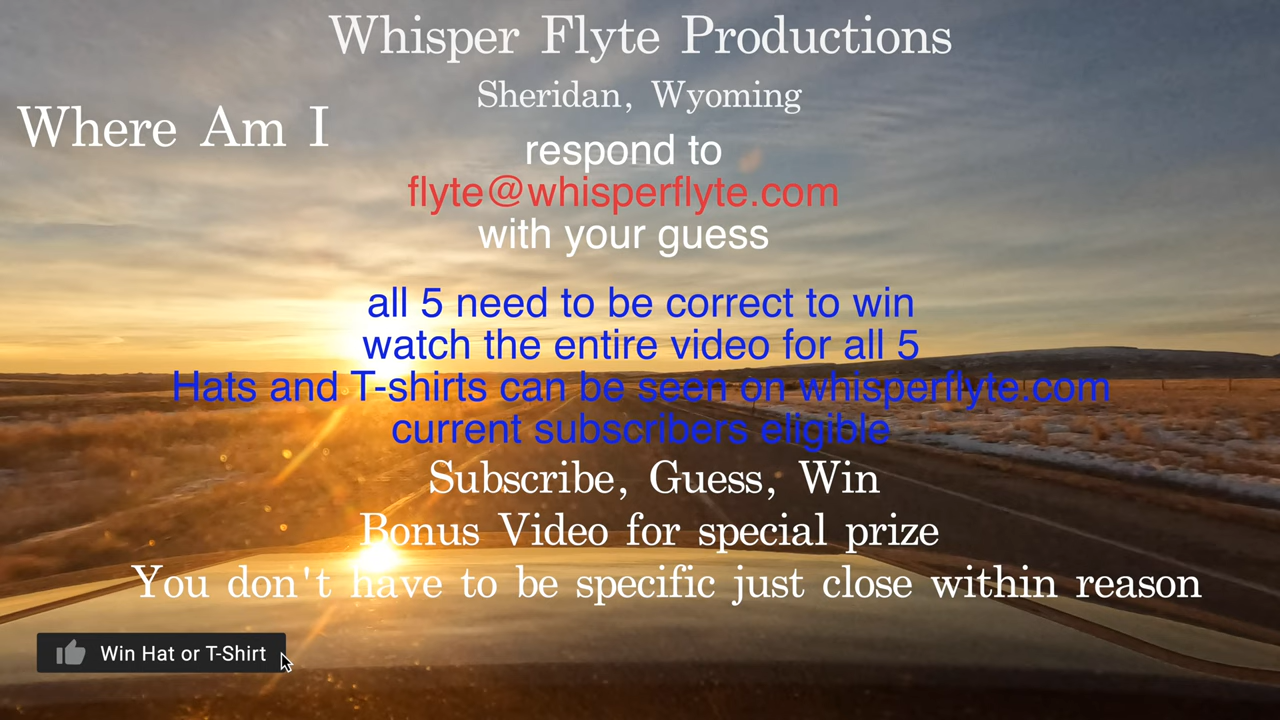 Whisper Flyte Productions
Sheridan, Wyoming
Where Am I
respond to
flyte@whisperflyte.com
with your guess
all 5 need to be correct to win
watch the entire video for all 5
Hats and T-shirts can be seen on whisperflyte.com
current subscribers eligible
Subscribe, Guess, Win
Bonus Video for special prize
You don't have to be specific just close within reason
Win Hat or T-Shirt